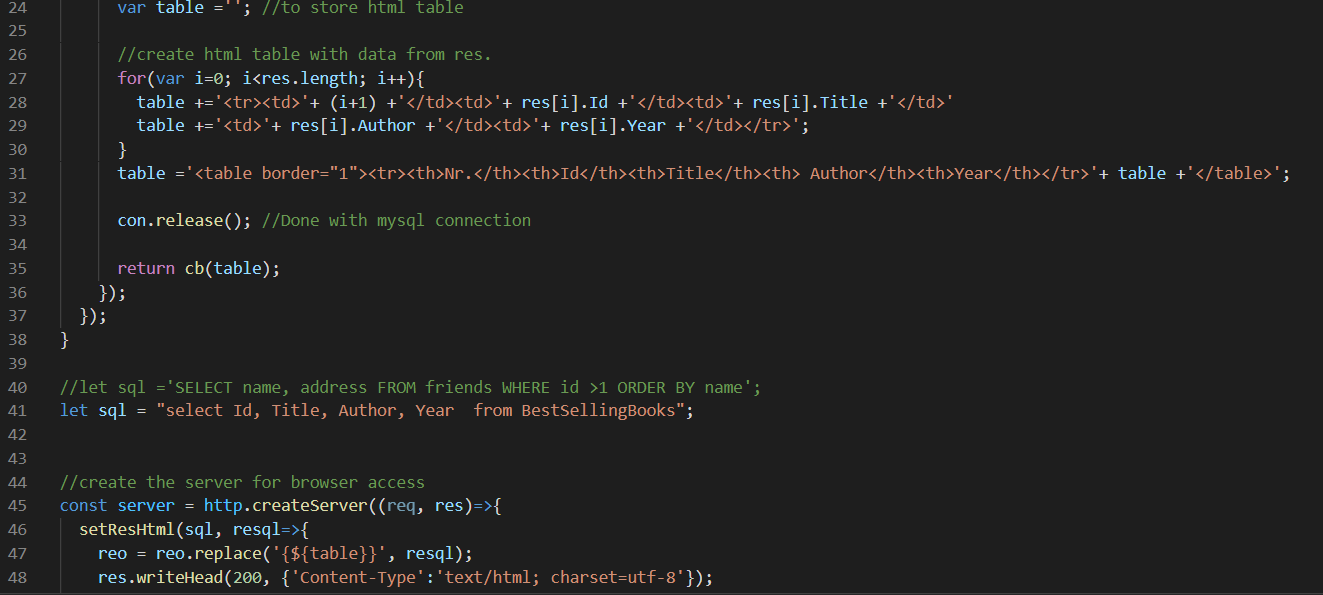 24 var table =''; //to store html table
25
26 //create html table with data from res.
27 for(var i=0; i<res.length; i++){
28 table +='<tr><td>'+ (i+1) +'</td><td>'+ res[i].Id +'</td><td>'+ res[i].Title +'</td>'
29 table +='<td>'+ res[i].Author +'</td><td>'+ res[i].Year +'</td></tr>';
30 }
31 table ='<table border="1"><tr><th>Nr.</th><th>Id</th><th>Title</th><th> Author</th><th>Year</th></tr>'+ table +'</table>';
32
33 con.release(); //Done with mysql connection
34
35 return cb(table);
36 });
37 });
38 }
39
40 //let sql ='SELECT name, address FROM friends WHERE id >1 ORDER BY name';
41 let sql = "select Id, Title, Author, Year  from BestSellingBooks";
42
43
44 //create the server for browser access
45 const server = http.createServer((req, res)=>{
46 setResHtml(sql, resql=>{
47 reo = reo.replace('{${table}}', resql);
48 res.writeHead(200, {'Content-Type':'text/html; charset=utf-8'});